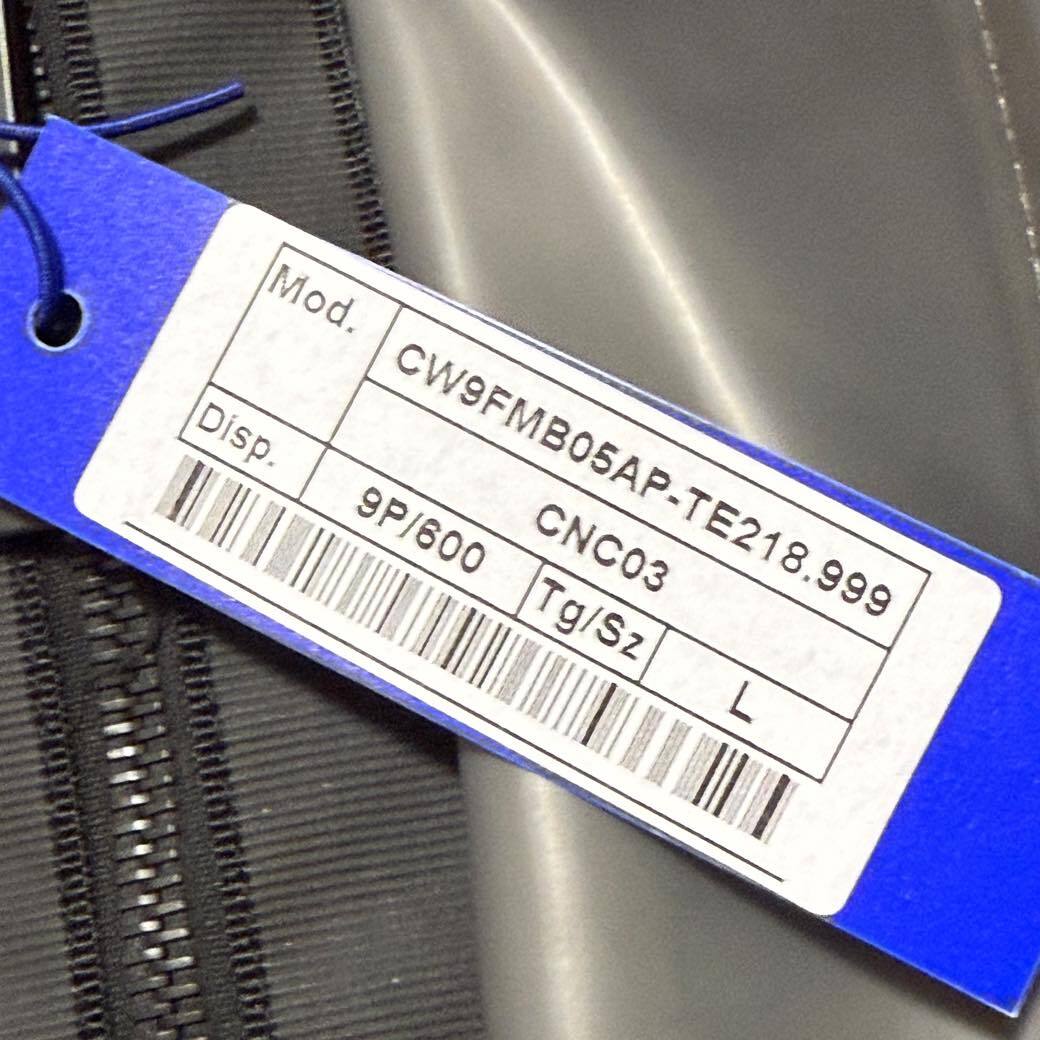 Mod.
CW9FMB05AP-TE218.999
CNC03
Disp.
9P/600
Tg/Sz
L